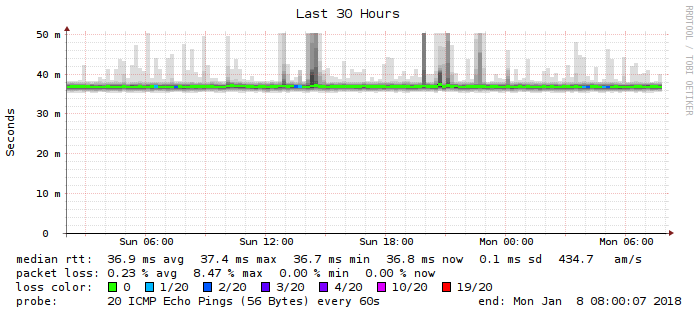 Last 30 Hours
RRDTOOL / TOBI OETIKER
Seconds
50 m
40 m
30 m
20 m
10 m
0
Sun 06:00 Sun 12:00 Sun 18:00 Mon 00:00 Mon 06:00
median rtt: 36.9 ms avg 37.4 ms max 36.7 ms min 36.8 ms now 0.1 ms sd 434.7 am/s
packet loss: 0.23 % avg 8.47 % max 0.00 % min 0.00 % now
loss color: 0 1/20 2/20 3/20 4/20 10/20 19/20
probe: 20 ICMP Echo Pings (56 Bytes) every 60s end: Mon Jan 8 08:00:07 2018